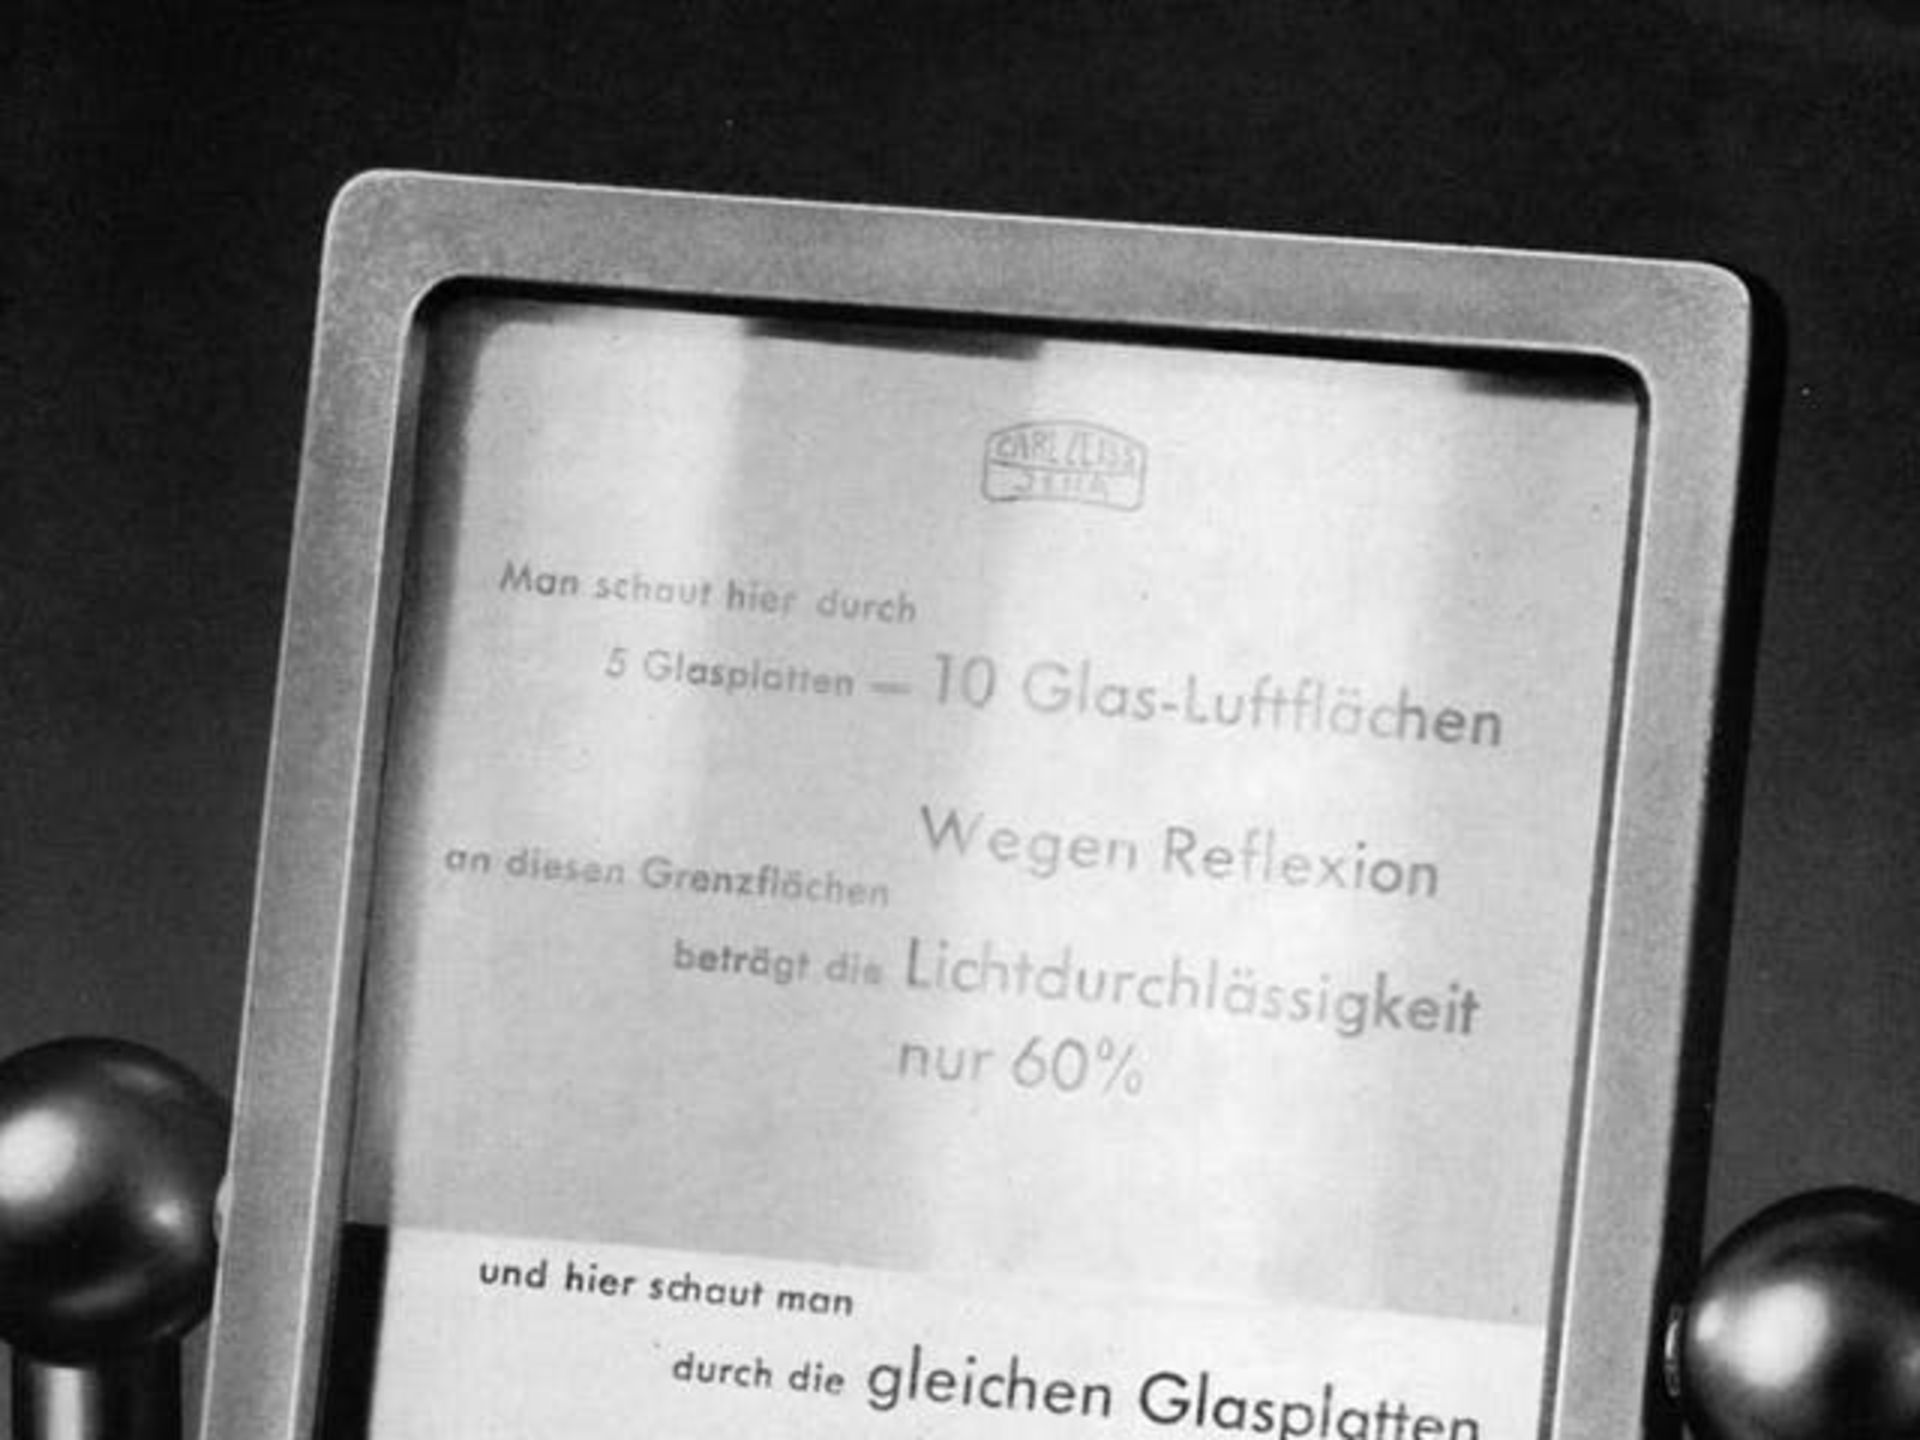 CARL ZEISS
JENA
Man schaut hier durch
5 Glasplatten — 10 Glas-Luftflächen
Wegen Reflexion
an diesen Grenzflächen
beträgt die Lichtdurchlässigkeit
nur 60%
und hier schaut man
durch die gleichen Glasplatten